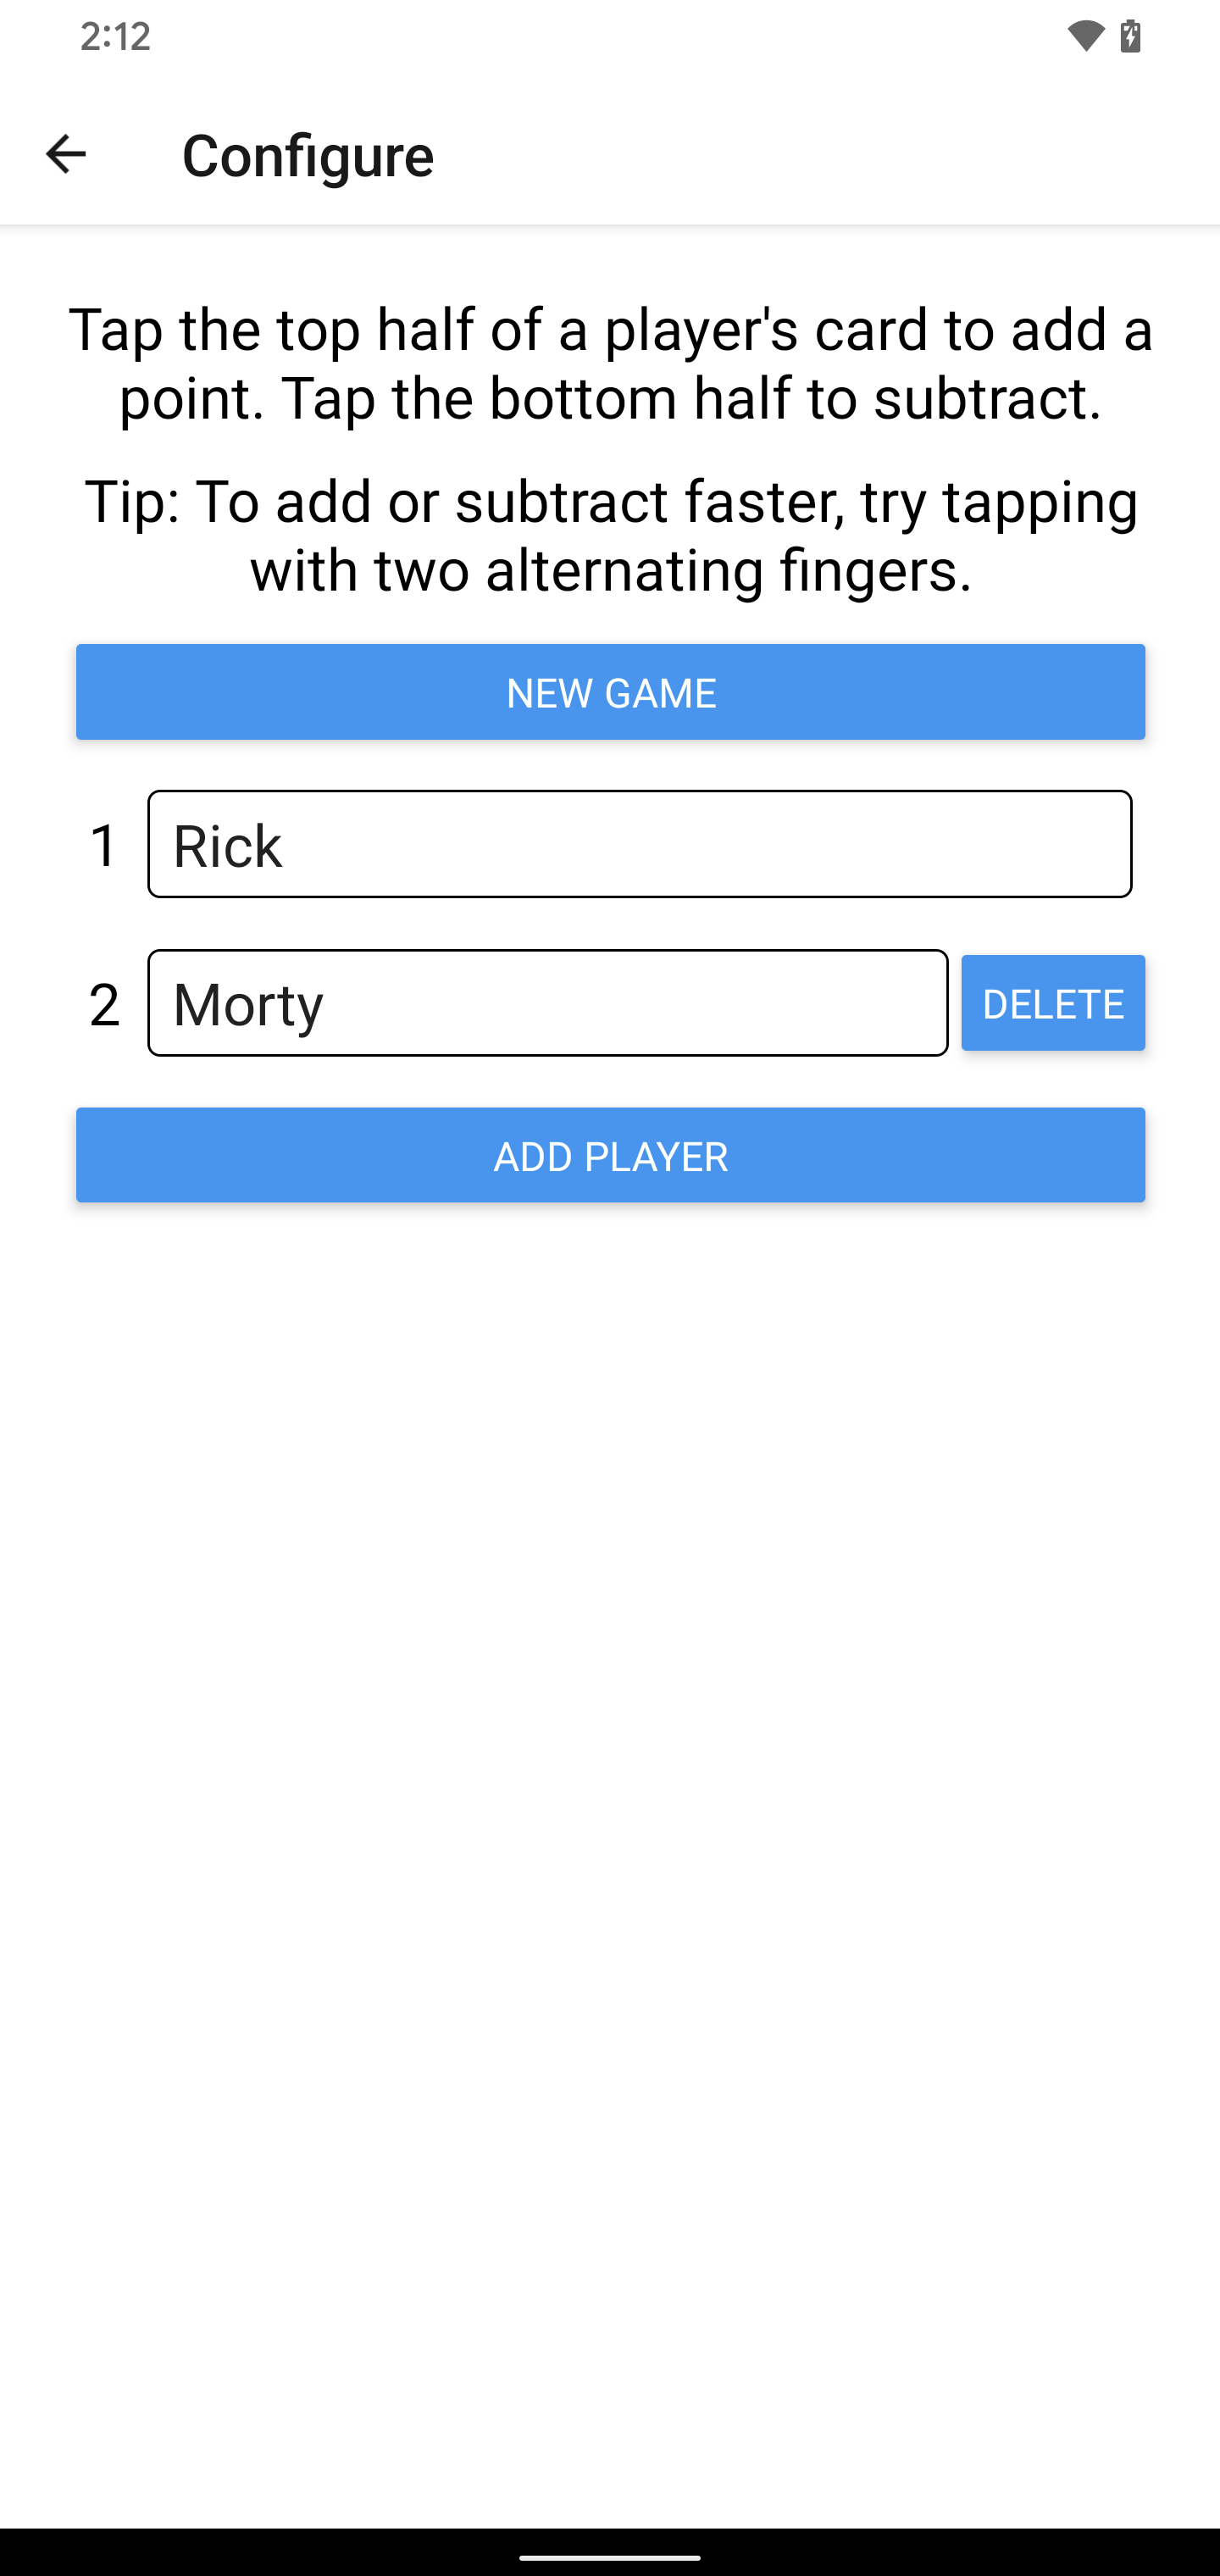 2:12
Configure
Tap the top half of a player's card to add a
point. Tap the bottom half to subtract.
Tip: To add or subtract faster, try tapping
with two alternating fingers.
NEW GAME
1 Rick
2 Morty DELETE
ADD PLAYER